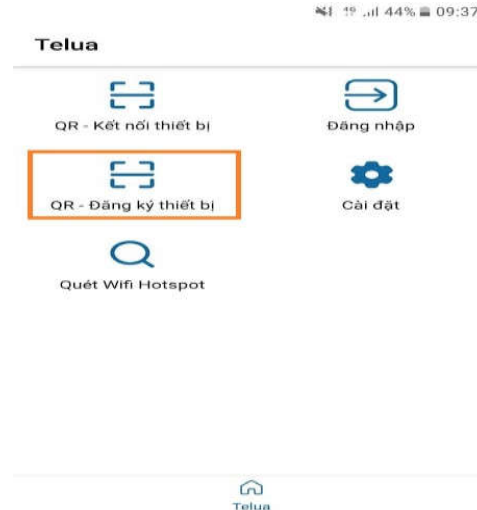 44% 09:37
Telua
QR - Kết nối thiết bị
Đăng nhập
QR - Đăng ký thiết bị
Cài đặt
Quét Wifi Hotspot
Telua